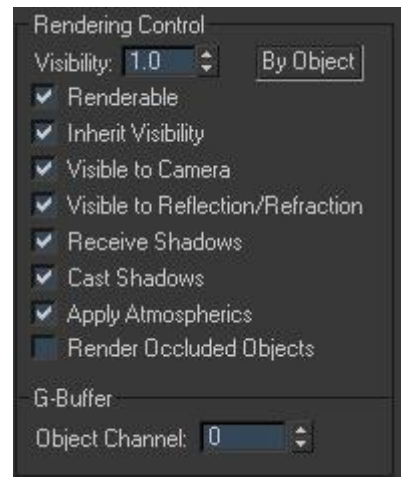 Rendering Control
Visibility: 1.0 By Object
Renderable
Inherit Visibility
Visible to Camera
Visible to Reflection/Refraction
Receive Shadows
Cast Shadows
Apply Atmospherics
Render Occluded Objects
G-Buffer
Object Channel: 0